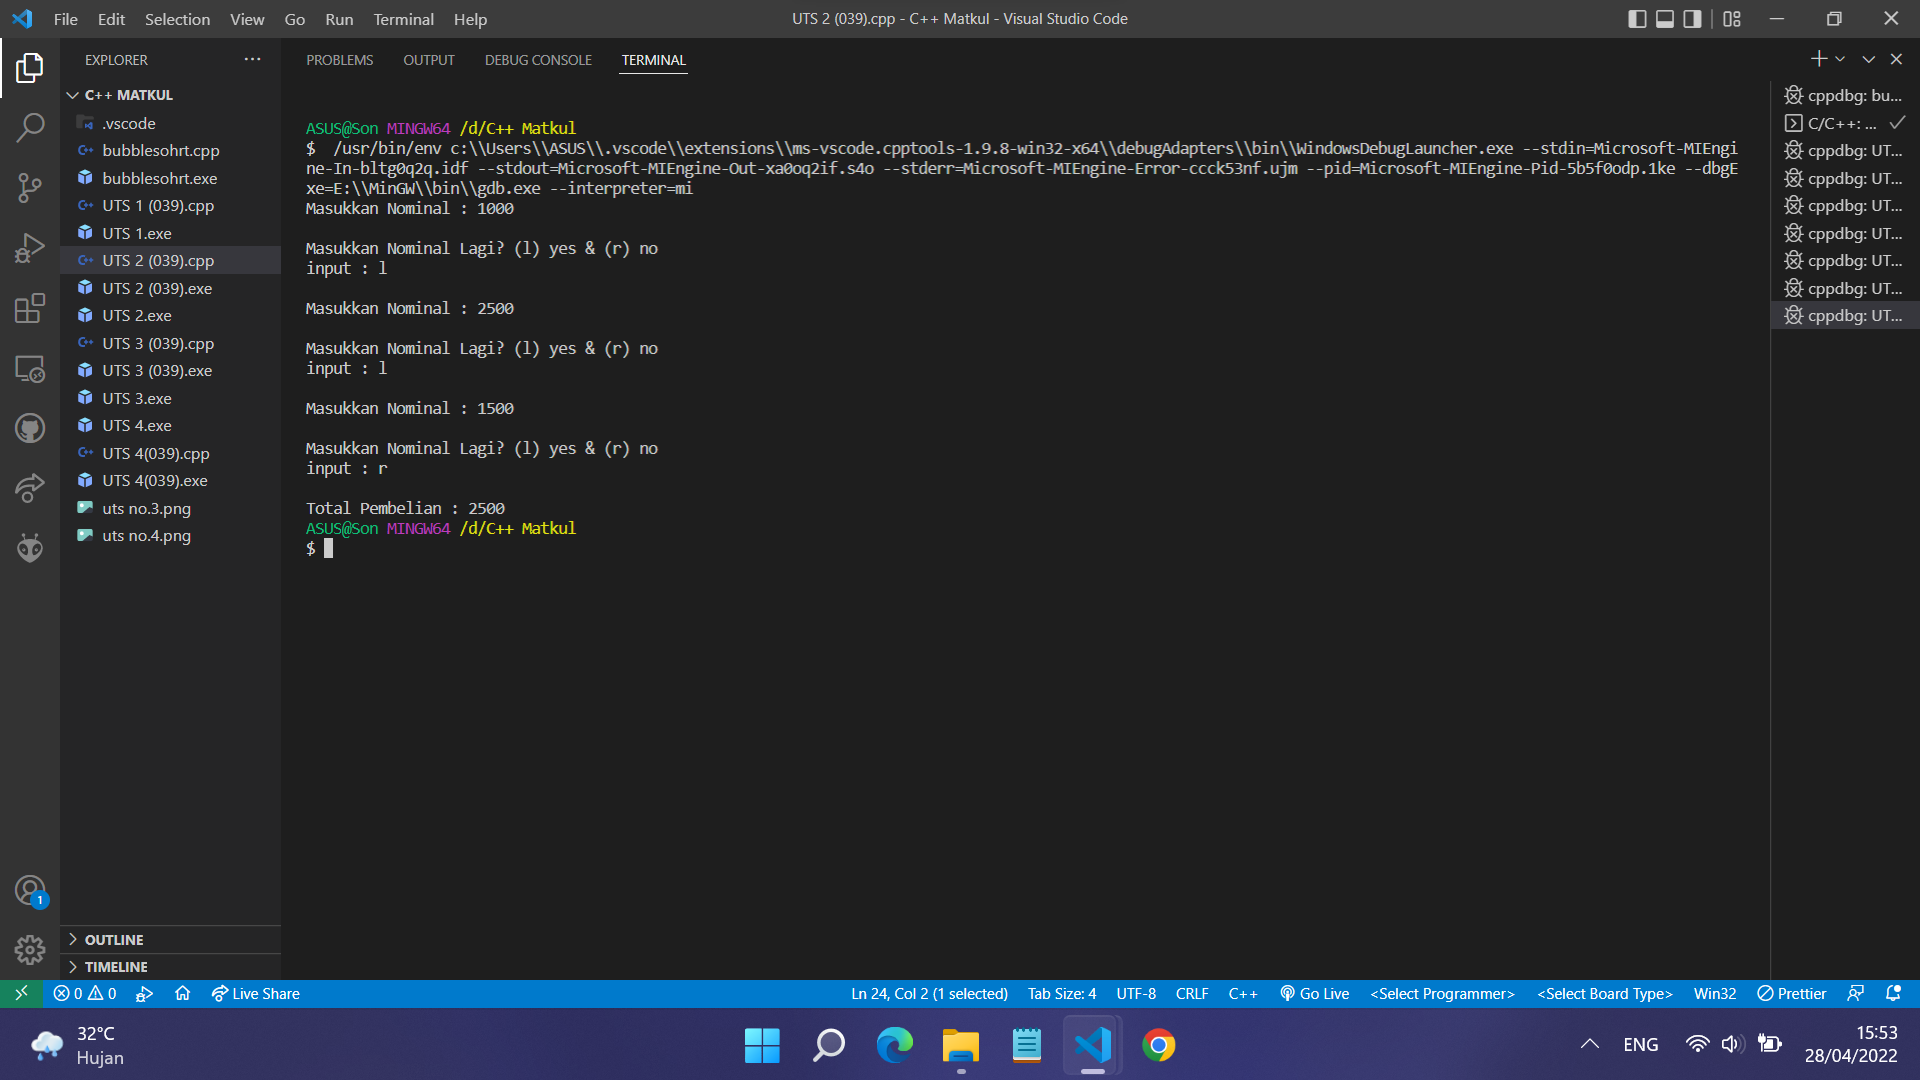 File Edit Selection View Go Run Terminal Help
UTS 2 (039).cpp - C++ Matkul - Visual Studio Code
EXPLORER
C++ MATKUL
.vscode
bubblesohrt.cpp
bubblesohrt.exe
UTS 1 (039).cpp
UTS 1.exe
UTS 2 (039).cpp
UTS 2 (039).exe
UTS 2.exe
UTS 3 (039).cpp
UTS 3 (039).exe
UTS 3.exe
UTS 4.exe
UTS 4(039).cpp
UTS 4(039).exe
uts no.3.png
uts no.4.png
OUTLINE
TIMELINE
PROBLEMS OUTPUT DEBUG CONSOLE TERMINAL
ASUS@Son MINGW64 /d/C++ Matkul
$  /usr/bin/env c:\\Users\\ASUS\\.vscode\\extensions\\ms-vscode.cpptools-1.9.8-win32-x64\\debugAdapters\\bin\\WindowsDebugLauncher.exe --stdin=Microsoft-MIEngi
ne-In-bltg0q2q.idf --stdout=Microsoft-MIEngine-Out-xa0oq2if.s4o --stderr=Microsoft-MIEngine-Error-ccck53nf.ujm --pid=Microsoft-MIEngine-Pid-5b5f0odp.1ke --dbgE
xe=E:\\MinGW\\bin\\gdb.exe --interpreter=mi
Masukkan Nominal : 1000
Masukkan Nominal Lagi? (l) yes & (r) no
input : l
Masukkan Nominal : 2500
Masukkan Nominal Lagi? (l) yes & (r) no
input : l
Masukkan Nominal : 1500
Masukkan Nominal Lagi? (l) yes & (r) no
input : r
Total Pembelian : 2500
ASUS@Son MINGW64 /d/C++ Matkul
$
cppdbg: bu...
C/C++: ...
cppdbg: UT...
cppdbg: UT...
cppdbg: UT...
cppdbg: UT...
cppdbg: UT...
cppdbg: UT...
cppdbg: UT...
1
0 0 Live Share Ln 24, Col 2 (1 selected) Tab Size: 4 UTF-8 CRLF C++ Go Live <Select Programmer> <Select Board Type> Win32 Prettier
32°C
Hujan
ENG
15:53
28/04/2022